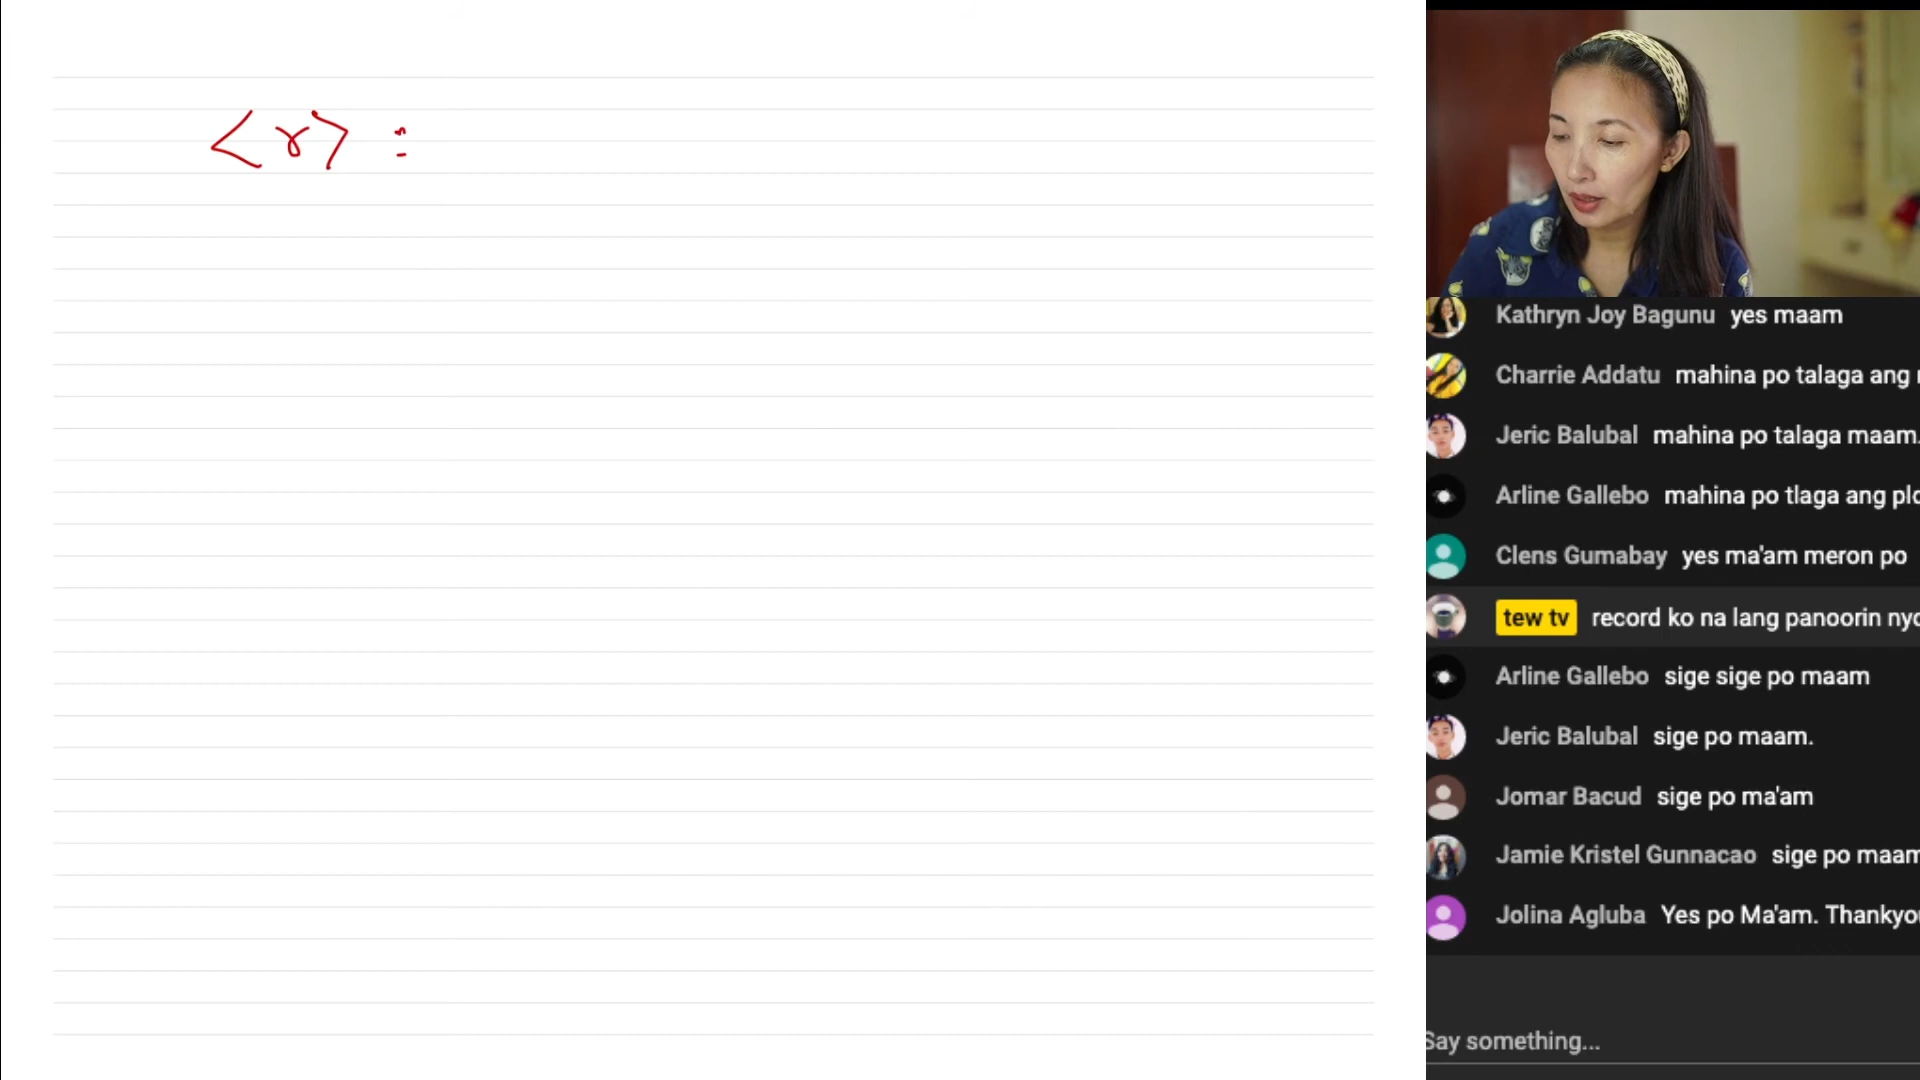 <r> :
Kathryn Joy Bagunu yes maam
Charrie Addatu mahina po talaga ang
Jeric Balubal mahina po talaga maam.
Arline Gallebo mahina po tlaga ang
Clens Gumabay yes ma'am meron po
tew tv record ko na lang panoorin
Arline Gallebo sige sige po maam
Jeric Balubal sige po maam.
Jomar Bacud sige po ma'am
Jamie Kristel Gunnacao sige po maam
Jolina Agluba Yes po Ma'am.
Say something...